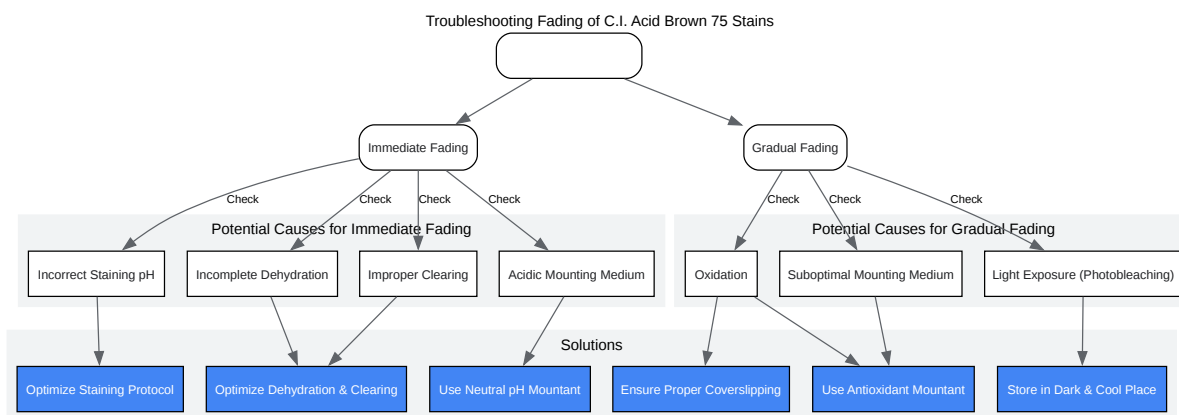 Troubleshooting Fading of C.I. Acid Brown 75 Stains
Immediate Fading
Gradual Fading
Check
Check
Check
Check
Check
Check
Check
Potential Causes for Immediate Fading
Potential Causes for Gradual Fading
Incorrect Staining pH
Incomplete Dehydration
Improper Clearing
Acidic Mounting Medium
Oxidation
Suboptimal Mounting Medium
Light Exposure (Photobleaching)
Solutions
Optimize Staining Protocol
Optimize Dehydration & Clearing
Use Neutral pH Mountant
Ensure Proper Coverslipping
Use Antioxidant Mountant
Store in Dark & Cool Place